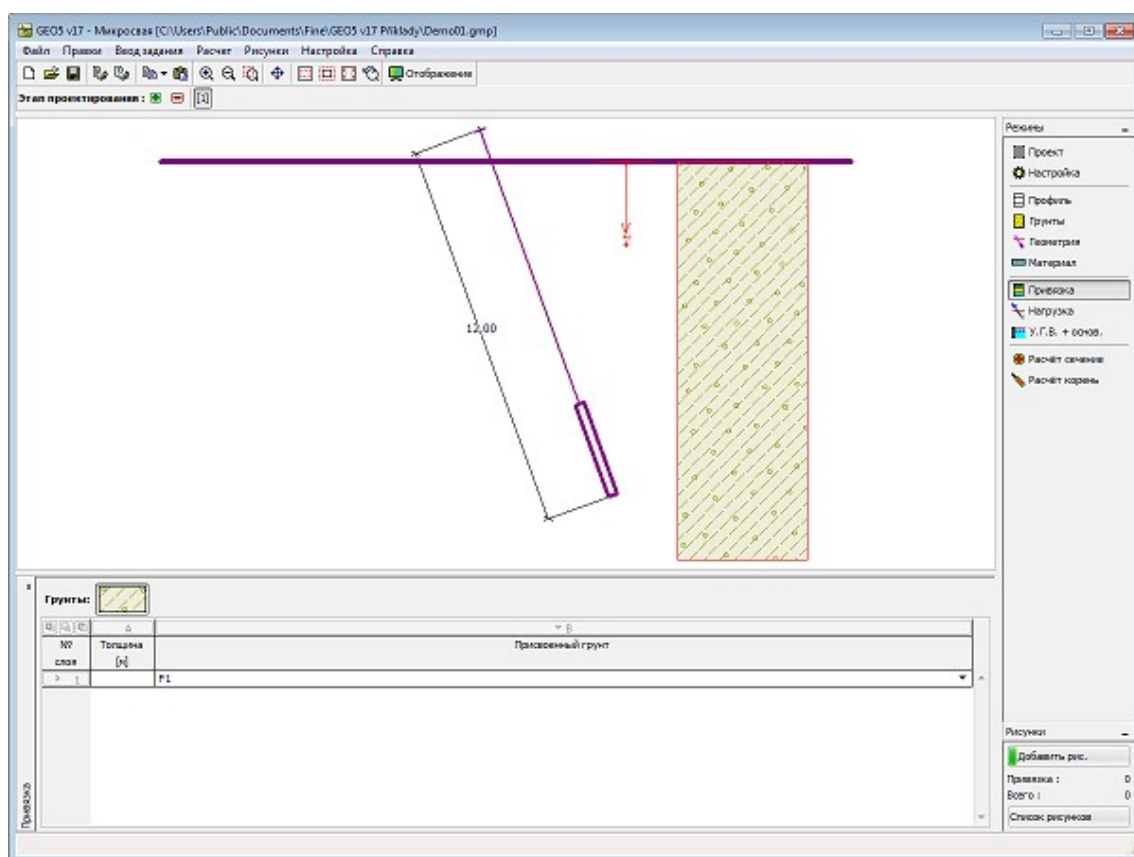 GEO5 v17 - Микросвая [C:\Users\Public\Documents\Fine\GEO5 v17 Příklady\Demo01.gmp]
Файл Правки Ввод задания Расчет Рисунки Настройка Справка
Отображение
Этап проектирования : [1]
Режимы
Проект
Настройка
Профиль
Грунты
Геометрия
Материал
Привязка
Нагрузка
У.Г.В. + основ.
Расчёт сечение
Расчёт корень
+z
12,00
Грунты:
A B
№ слоя
Толщина [м]
Присвоенный грунт
1 F1
Привязка
Рисунки
Добавить рис.
Привязка : 0
Всего : 0
Список рисунков